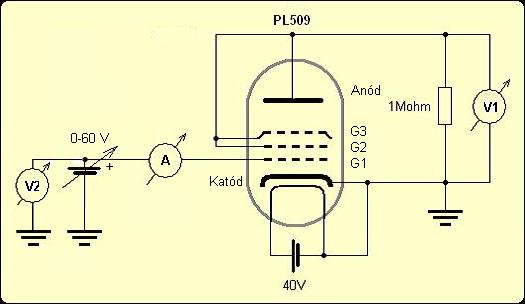 PL509
Anód
1Mohm
V1
0-60 V
G3
G2
A
G1
+
V2
Katód
40V